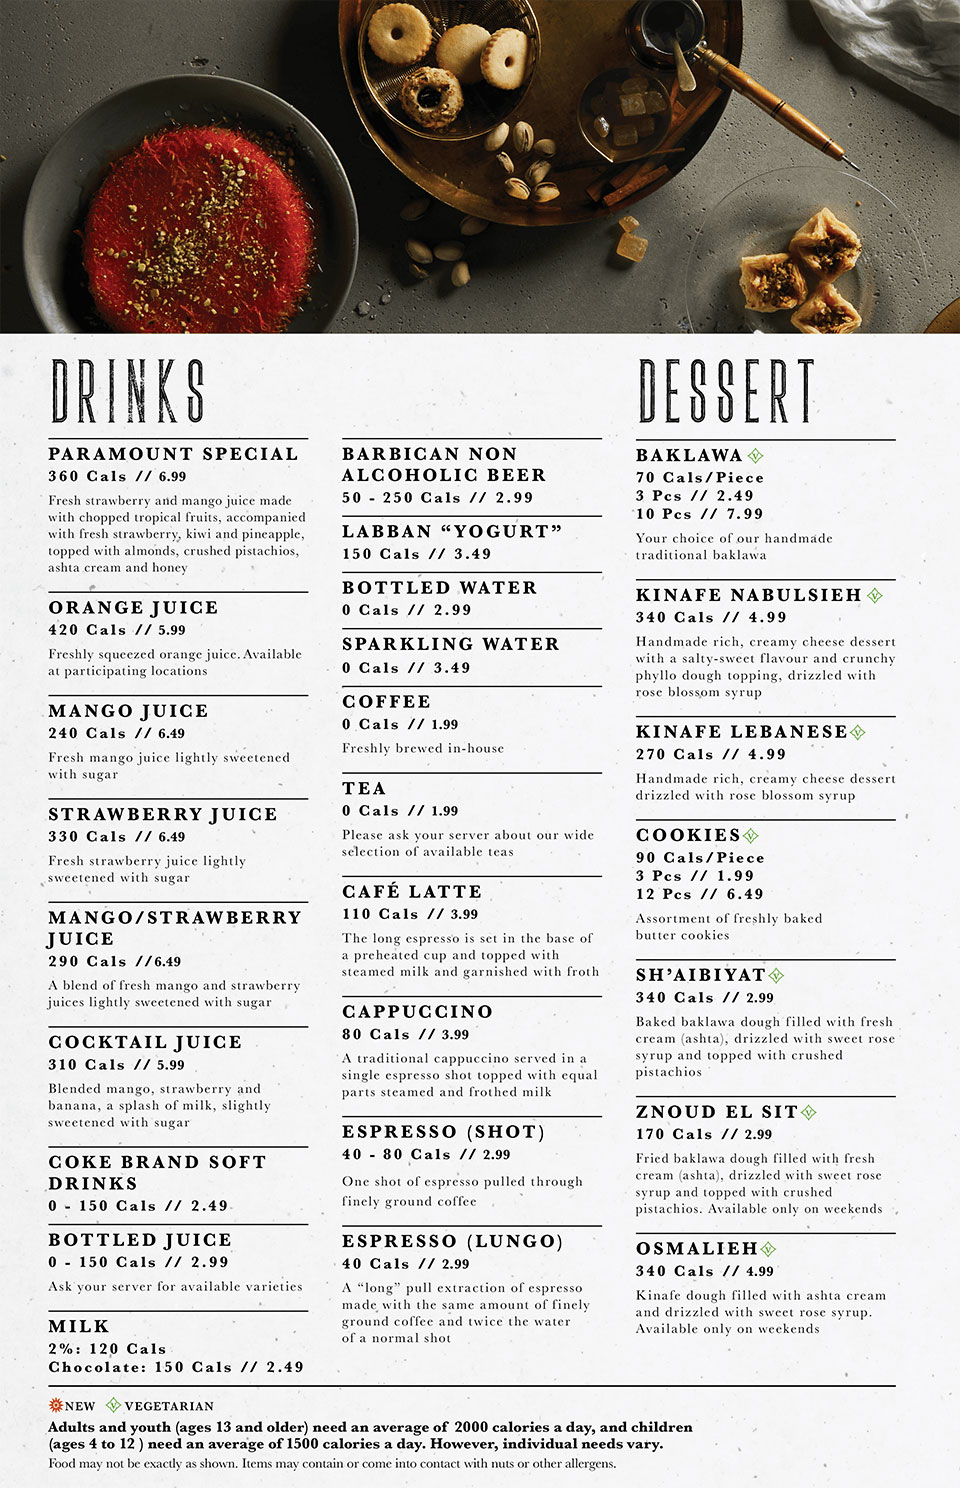 DRINKS
PARAMOUNT SPECIAL
360 Cals // 6.99
Fresh strawberry and mango juice made
with chopped tropical fruits, accompanied
with fresh strawberry, kiwi and pineapple,
topped with almonds, crushed pistachios,
ashta cream and honey
ORANGE JUICE
420 Cals // 5.99
Freshly squeezed orange juice. Available
at participating locations
MANGO JUICE
240 Cals // 6.49
Fresh mango juice lightly sweetened
with sugar
STRAWBERRY JUICE
330 Cals // 6.49
Fresh strawberry juice lightly
sweetened with sugar
MANGO/STRAWBERRY
JUICE
290 Cals //6.49
A blend of fresh mango and strawberry
juices lightly sweetened with sugar
COCKTAIL JUICE
310 Cals // 5.99
Blended mango, strawberry and
banana, a splash of milk, slightly
sweetened with sugar
COKE BRAND SOFT
DRINKS
0 - 150 Cals // 2.49
BOTTLED JUICE
0 - 150 Cals // 2.99
Ask your server for available varieties
MILK
2%: 120 Cals
Chocolate: 150 Cals // 2.49
BARBICAN NON
ALCOHOLIC BEER
50 - 250 Cals // 2.99
LABBAN “YOGURT”
150 Cals // 3.49
BOTTLED WATER
0 Cals // 2.99
SPARKLING WATER
0 Cals // 3.49
COFFEE
0 Cals // 1.99
Freshly brewed in-house
TEA
0 Cals // 1.99
Please ask your server about our wide
selection of available teas
CAFÉ LATTE
110 Cals // 3.99
The long espresso is set in the base of
a preheated cup and topped with
steamed milk and garnished with froth
CAPPUCCINO
80 Cals // 3.99
A traditional cappuccino served in a
single espresso shot topped with equal
parts steamed and frothed milk
ESPRESSO (SHOT)
40 - 80 Cals // 2.99
One shot of espresso pulled through
finely ground coffee
ESPRESSO (LUNGO)
40 Cals // 2.99
A “long” pull extraction of espresso
made with the same amount of finely
ground coffee and twice the water
of a normal shot
DESSERT
BAKLAWA V
70 Cals/Piece
3 Pcs // 2.49
10 Pcs // 7.99
Your choice of our handmade
traditional baklawa
KINAFE NABULSIEH V
340 Cals // 4.99
Handmade rich, creamy cheese dessert
with a salty-sweet flavour and crunchy
phyllo dough topping, drizzled with
rose blossom syrup
KINAFE LEBANESE V
270 Cals // 4.99
Handmade rich, creamy cheese dessert
drizzled with rose blossom syrup
COOKIES V
90 Cals/Piece
3 Pcs // 1.99
12 Pcs // 6.49
Assortment of freshly baked
butter cookies
SH’AIBIYAT V
340 Cals // 2.99
Baked baklawa dough filled with fresh
cream (ashta), drizzled with sweet rose
syrup and topped with crushed
pistachios
ZNOUD EL SIT V
170 Cals // 2.99
Fried baklawa dough filled with fresh
cream (ashta), drizzled with sweet rose
syrup and topped with crushed
pistachios. Available only on weekends
OSMALIEH V
340 Cals // 4.99
Kinafe dough filled with ashta cream
and drizzled with sweet rose syrup.
Available only on weekends
NEW V VEGETARIAN
Adults and youth (ages 13 and older) need an average of 2000 calories a day, and children
(ages 4 to 12 ) need an average of 1500 calories a day. However, individual needs vary.
Food may not be exactly as shown. Items may contain or come into contact with nuts or other allergens.